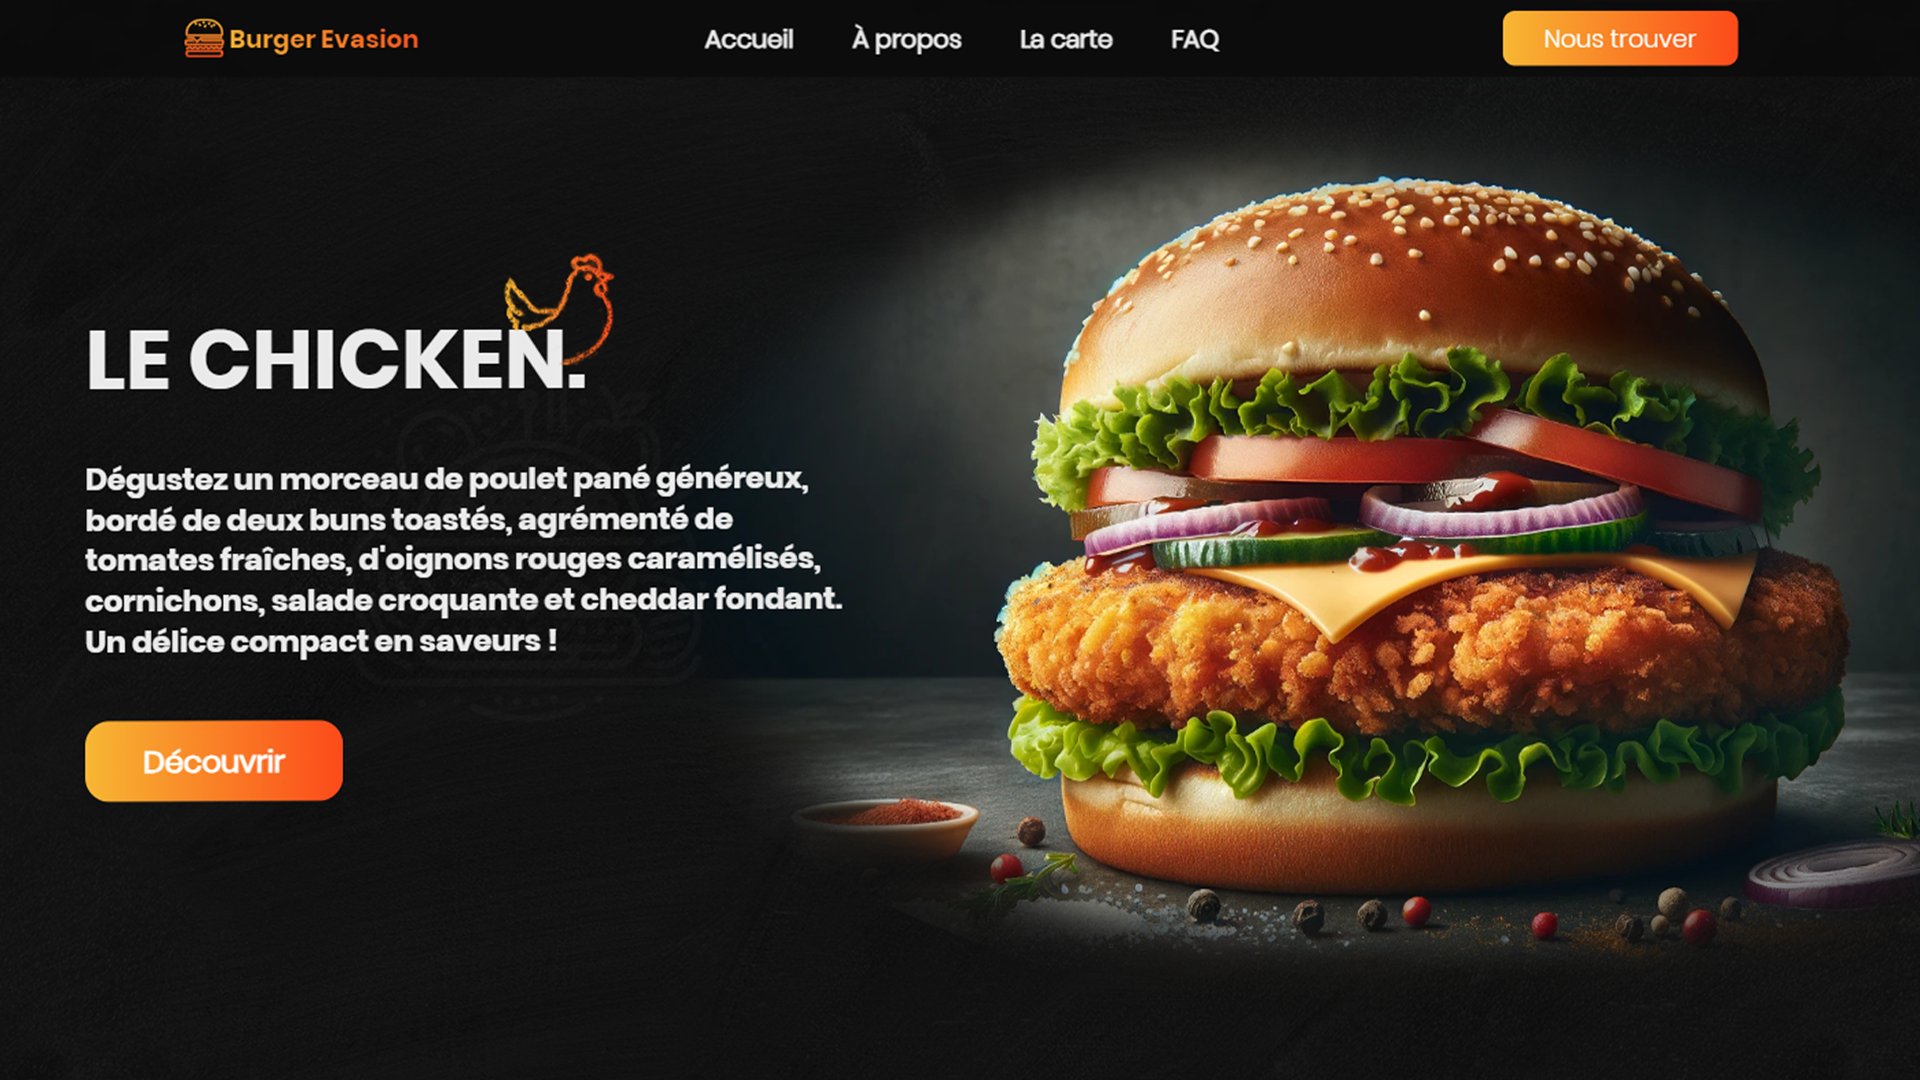 Burger Evasion
Accueil
À propos
La carte
FAQ
Nous trouver
LE CHICKEN.
Dégustez un morceau de poulet pané généreux,
bordé de deux buns toastés, agrémenté de
tomates fraîches, d'oignons rouges caramélisés,
cornichons, salade croquante et cheddar fondant.
Un délice compact en saveurs !
Découvrir